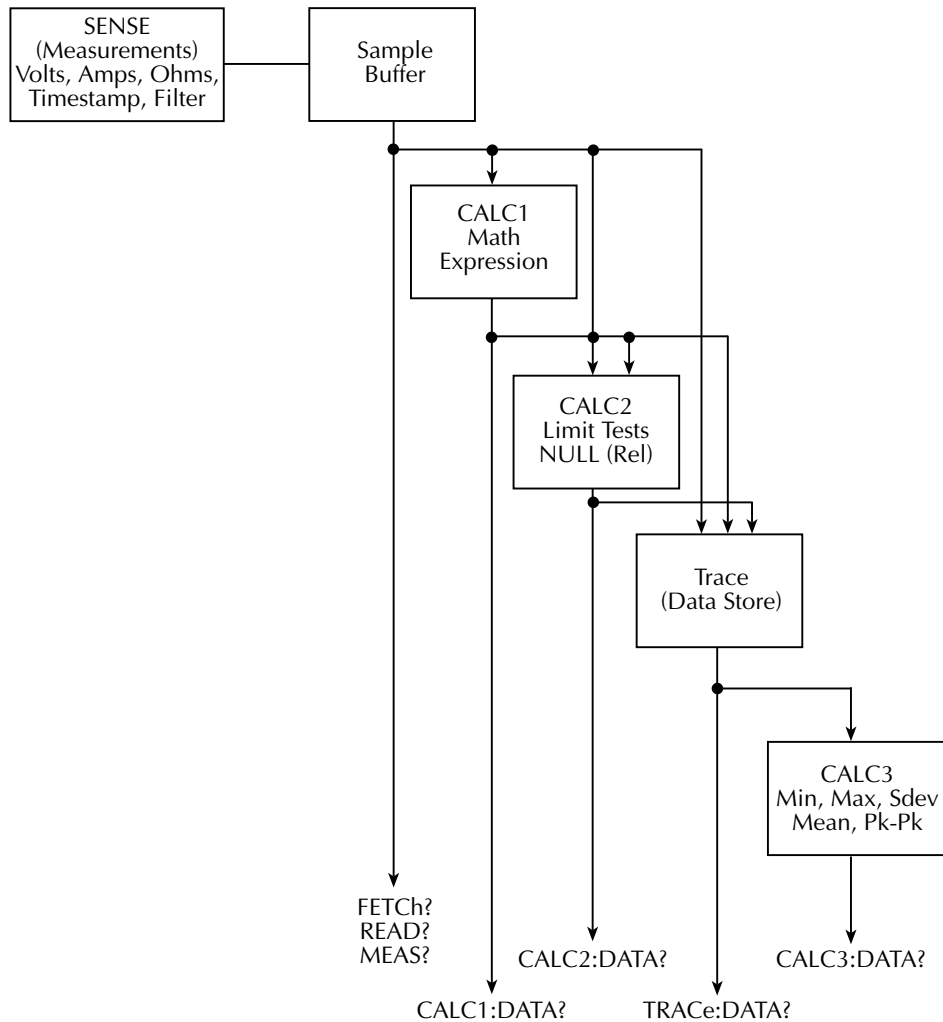 SENSE
(Measurements)
Volts, Amps, Ohms,
Timestamp, Filter
Sample
Buffer
CALC1
Math
Expression
CALC2
Limit Tests
NULL (Rel)
Trace
(Data Store)
CALC3
Min, Max, Sdev
Mean, Pk-Pk
FETCh?
READ?
MEAS?
CALC2:DATA?
CALC3:DATA?
CALC1:DATA?
TRACe:DATA?